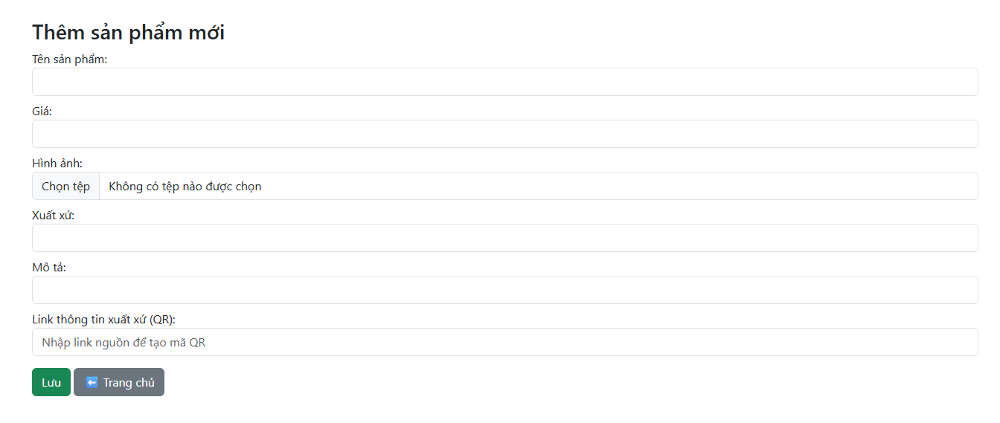 Thêm sản phẩm mới
Tên sản phẩm:
Giá:
Hình ảnh:
Chọn tệp Không có tệp nào được chọn
Xuất xứ:
Mô tả:
Link thông tin xuất xứ (QR):
Nhập link nguồn để tạo mã QR
Lưu ⬅️ Trang chủ